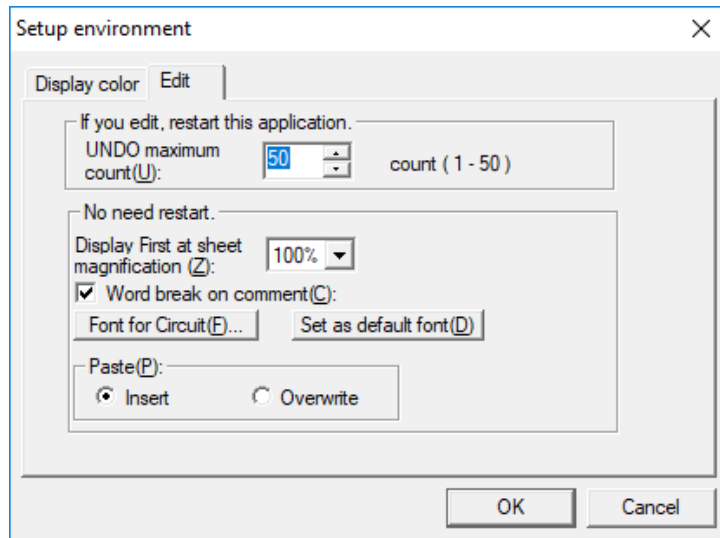 Setup environment
Display color
Edit
If you edit, restart this application.
UNDO maximum
count(U):
50
count ( 1 - 50 )
No need restart.
Display First at sheet
magnification (Z):
100%
Word break on comment(C):
Font for Circuit(F)...
Set as default font(D)
Paste(P):
Insert
Overwrite
OK
Cancel